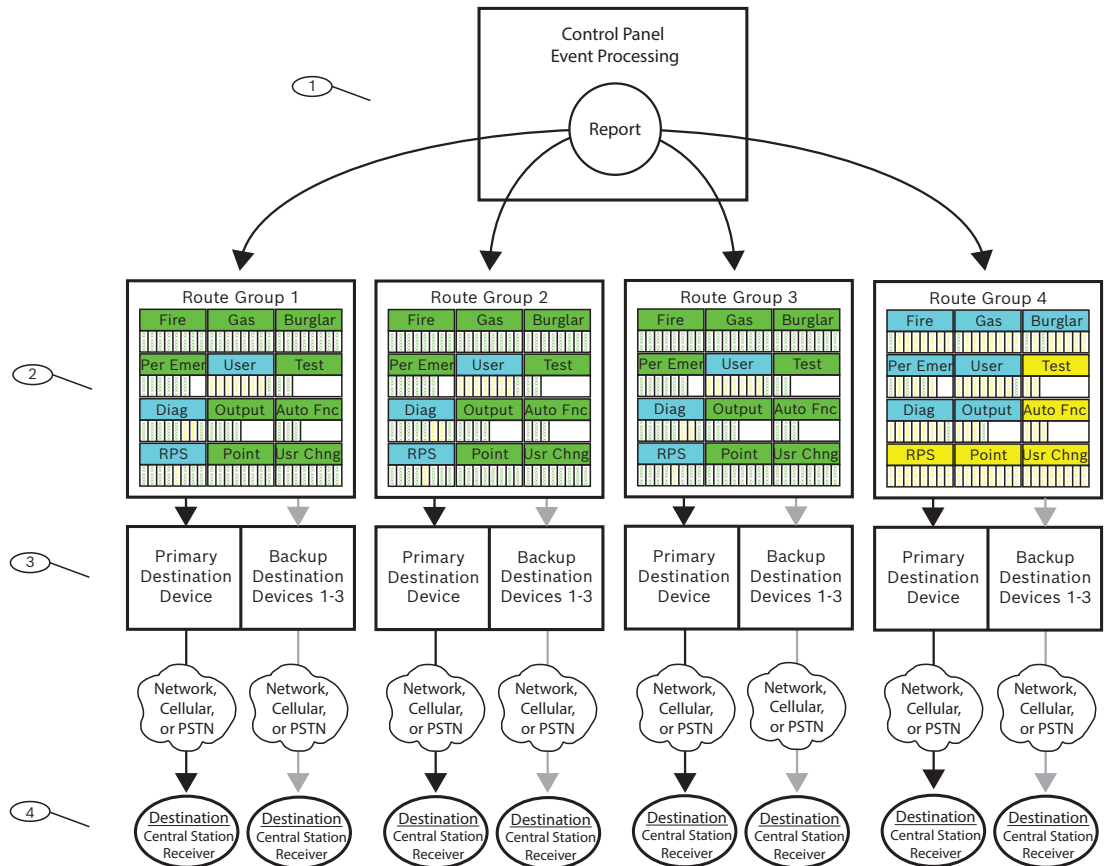 Control Panel
Event Processing
1
Report
Route Group 1
Fire Gas Burglar
Per Emer User Test
Diag Output Auto Fnc
RPS Point Usr Chng
Route Group 2
Fire Gas Burglar
Per Emer User Test
Diag Output Auto Fnc
RPS Point Usr Chng
Route Group 3
Fire Gas Burglar
Per Emer User Test
Diag Output Auto Fnc
RPS Point Usr Chng
Route Group 4
Fire Gas Burglar
Per Emer User Test
Diag Output Auto Fnc
RPS Point Usr Chng
2
3
Primary
Destination
Device
Backup
Destination
Devices 1-3
Primary
Destination
Device
Backup
Destination
Devices 1-3
Primary
Destination
Device
Backup
Destination
Devices 1-3
Primary
Destination
Device
Backup
Destination
Devices 1-3
Network,
Cellular,
or PSTN
Network,
Cellular,
or PSTN
Network,
Cellular,
or PSTN
Network,
Cellular,
or PSTN
Network,
Cellular,
or PSTN
Network,
Cellular,
or PSTN
Network,
Cellular,
or PSTN
Network,
Cellular,
or PSTN
4
Destination
Central Station
Receiver
Destination
Central Station
Receiver
Destination
Central Station
Receiver
Destination
Central Station
Receiver
Destination
Central Station
Receiver
Destination
Central Station
Receiver
Destination
Central Station
Receiver
Destination
Central Station
Receiver